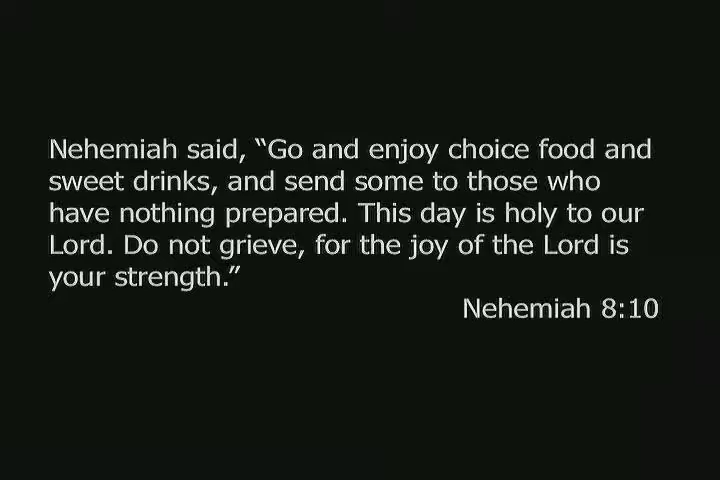 Nehemiah said, “Go and enjoy choice food and
sweet drinks, and send some to those who
have nothing prepared. This day is holy to our
Lord. Do not grieve, for the joy of the Lord is
your strength.”
Nehemiah 8:10